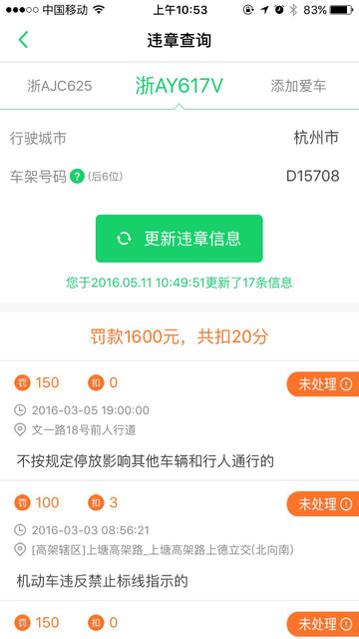 中国移动 上午10:53 83%
违章查询
浙AJC625 浙AY617V 添加爱车
行驶城市 杭州市
车架号码 ? (后6位) D15708
更新违章信息
您于2016.05.11 10:49:51更新了17条信息
罚款1600元，共扣20分
罚 150 扣 0 未处理
2016-03-05 19:00:00
文一路18号前人行道
不按规定停放影响其他车辆和行人通行的
罚 100 扣 3 未处理
2016-03-03 08:56:21
[高架辖区]上塘高架路_上塘高架路上德立交(北向南)
机动车违反禁止标线指示的
罚 150 扣 0 未处理